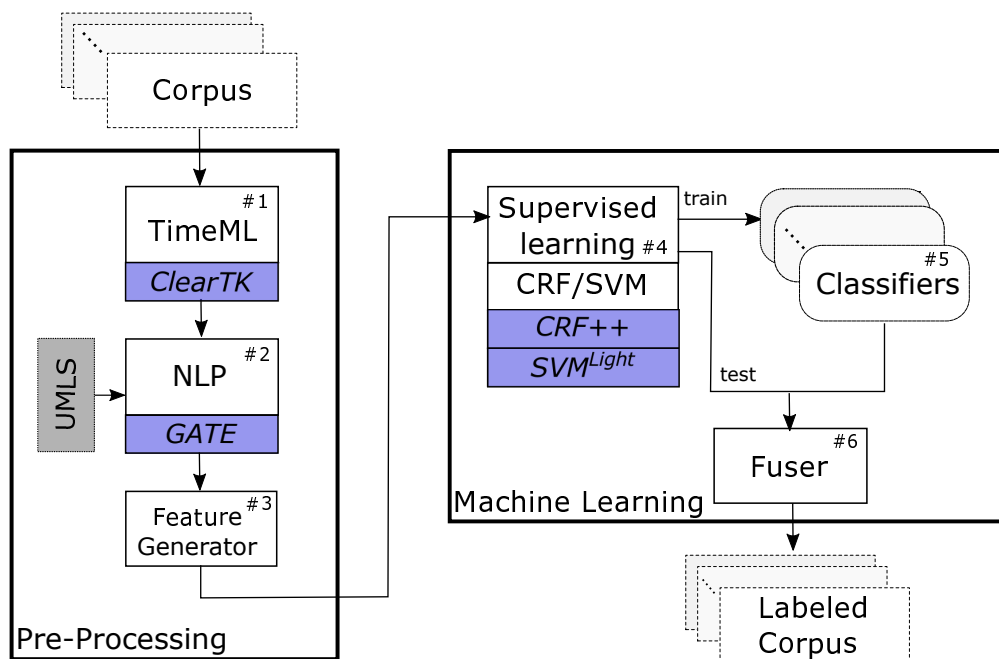 Corpus
#1
TimeML
ClearTK
#2
NLP
GATE
UMLS
#3
Feature
Generator
Pre-Processing
Supervised
learning #4
CRF/SVM
CRF++
SVM^Light
train
test
#5
Classifiers
#6
Fuser
Machine Learning
Labeled
Corpus